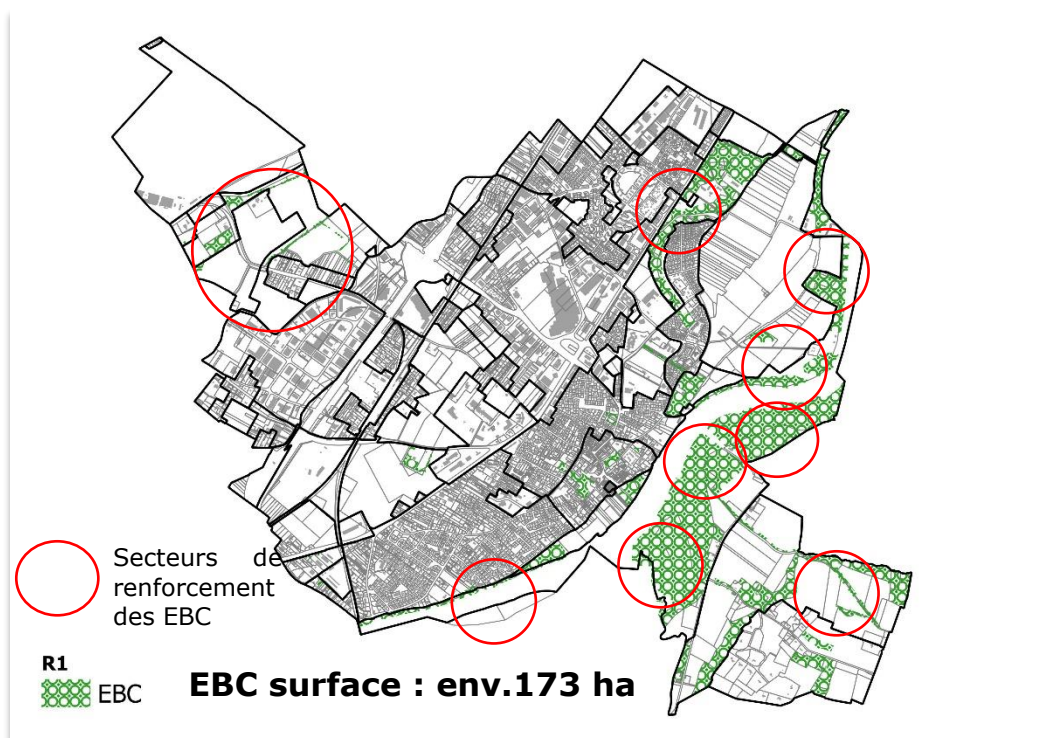 Secteurs de
renforcement
des EBC
R1
EBC
EBC surface : env.173 ha